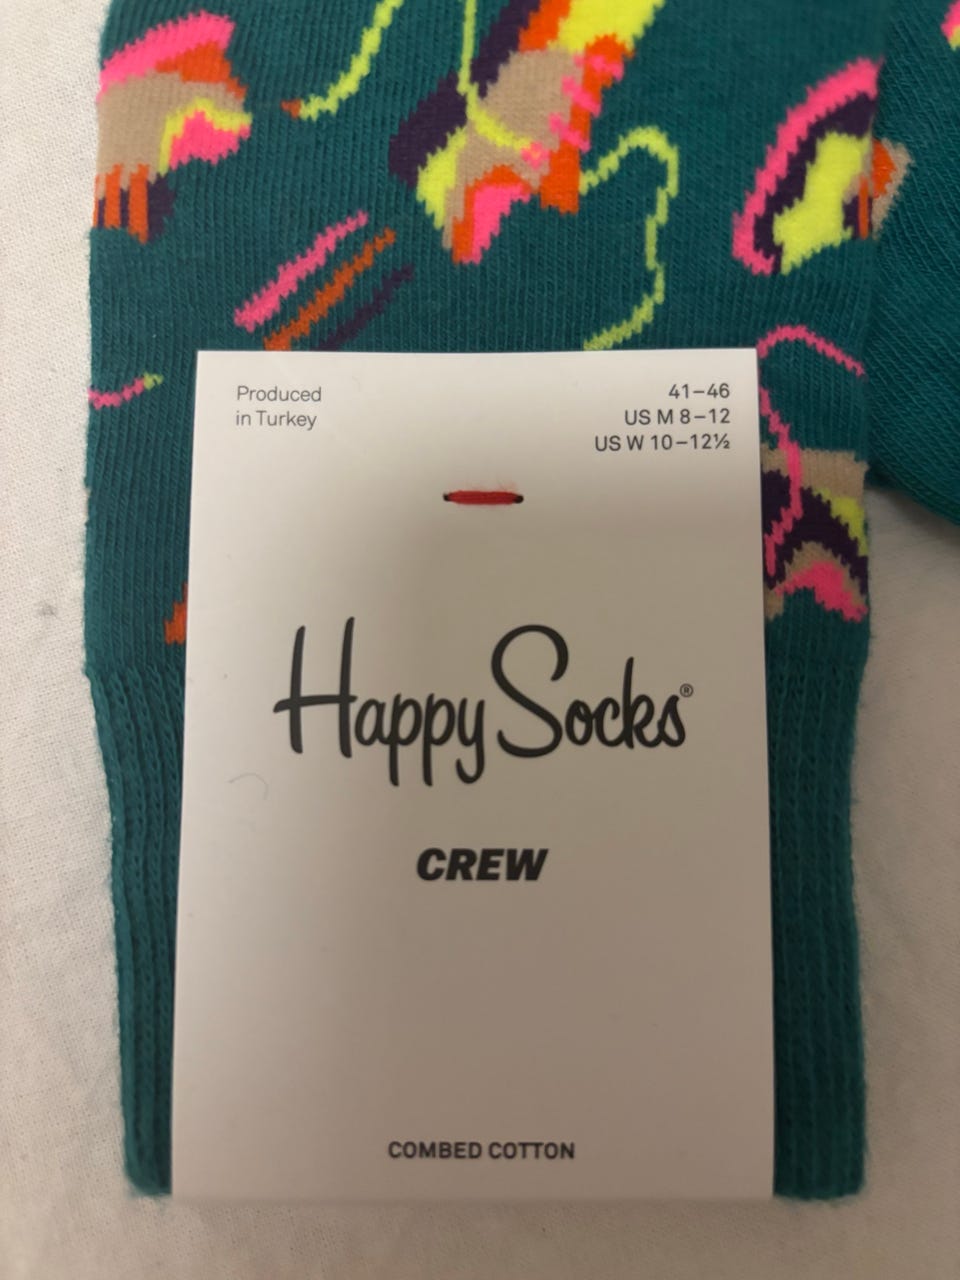 Produced
in Turkey
41–46
US M 8–12
US W 10–12½
Happy Socks®
CREW
COMBED COTTON